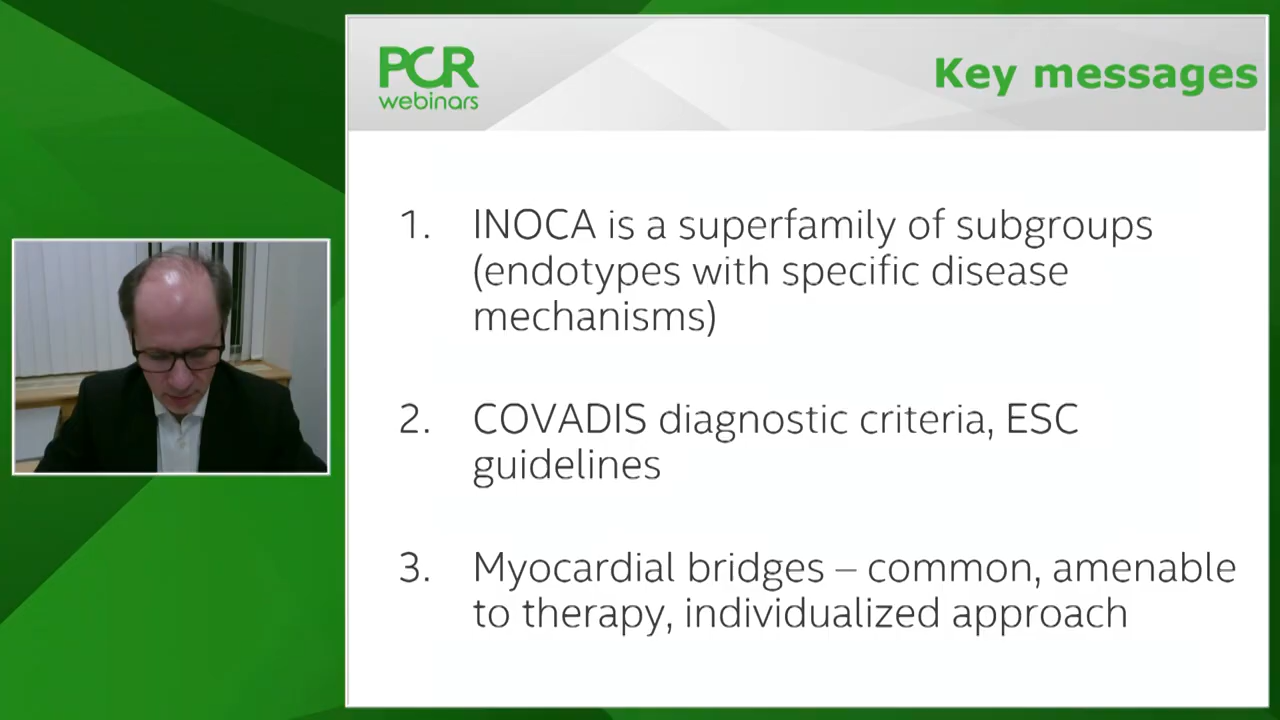 PCR
webinars
Key messages
1. INOCA is a superfamily of subgroups
(endotypes with specific disease
mechanisms)
2. COVADIS diagnostic criteria, ESC
guidelines
3. Myocardial bridges – common, amenable
to therapy, individualized approach